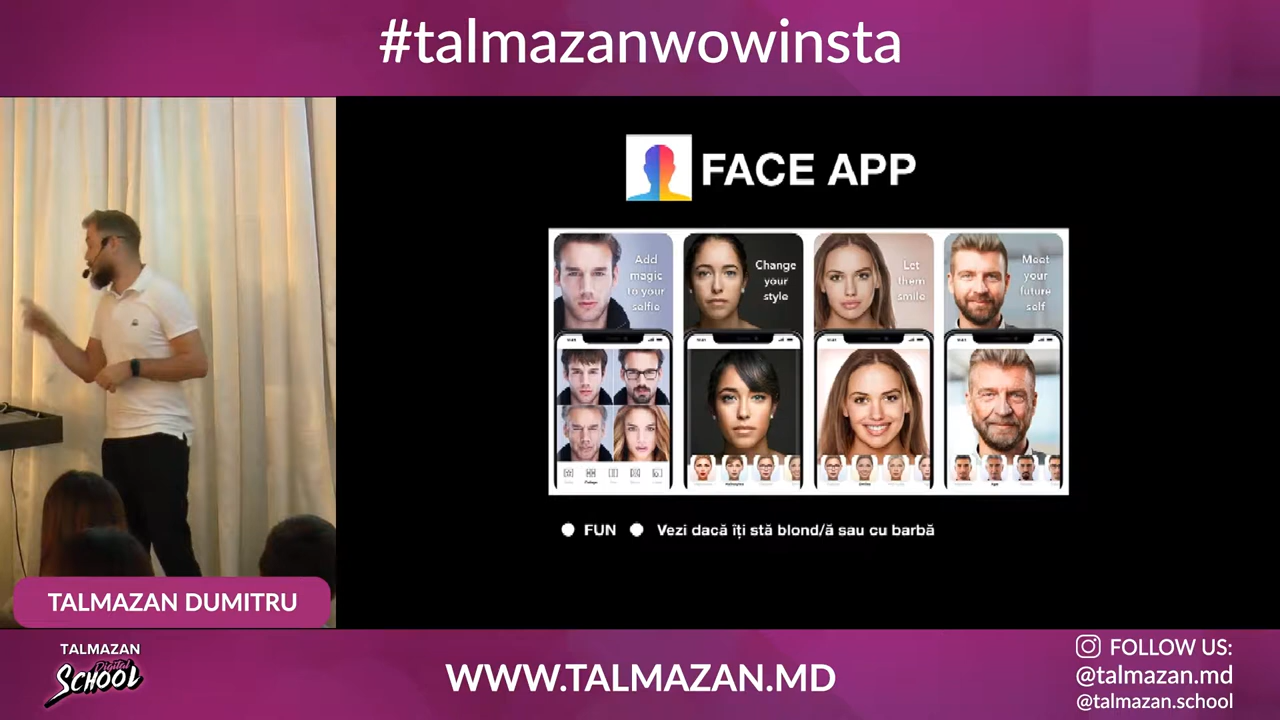 #talmazanwowinsta
FACE APP
Add
magic
to your
selfie
Change
your
style
Let
them
smile
Meet
your
future
self
FUN
Vezi dacă îți stă blond/ă sau cu barbă
TALMAZAN DUMITRU
TALMAZAN
Digital
SCHOOL
WWW.TALMAZAN.MD
FOLLOW US:
@talmazan.md
@talmazan.school